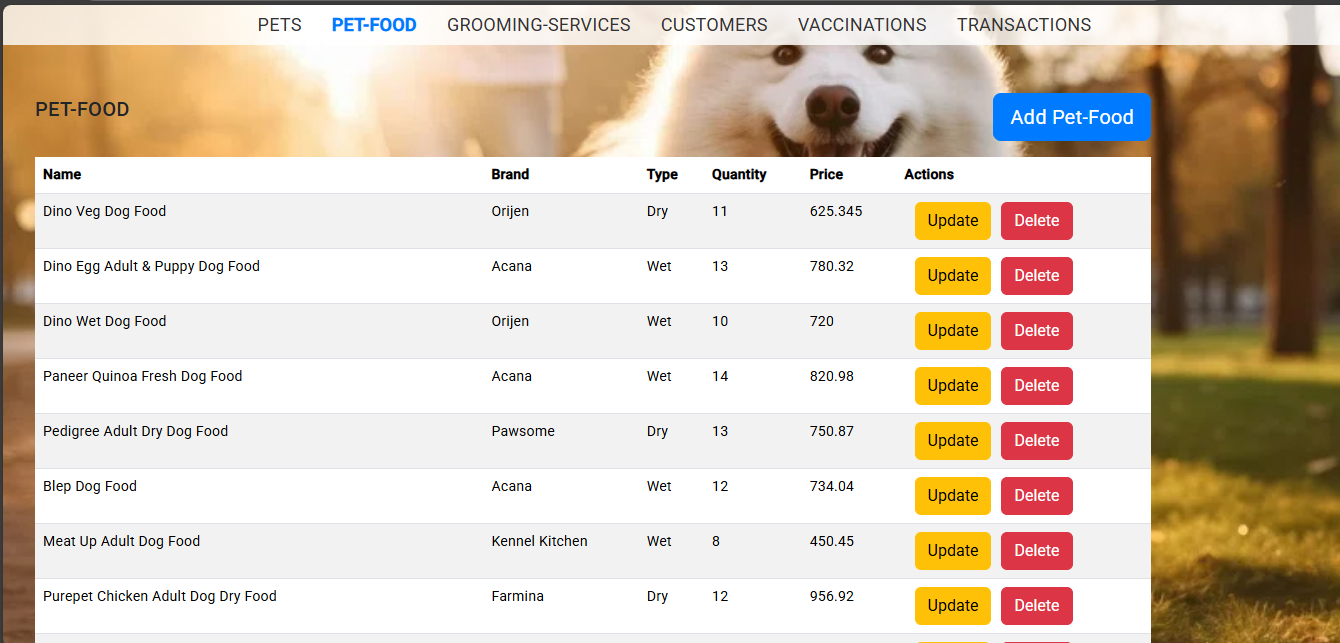 PETS PET-FOOD GROOMING-SERVICES CUSTOMERS VACCINATIONS TRANSACTIONS
PET-FOOD
Add Pet-Food
Name Brand Type Quantity Price Actions
Dino Veg Dog Food Orijen Dry 11 625.345 Update Delete
Dino Egg Adult & Puppy Dog Food Acana Wet 13 780.32 Update Delete
Dino Wet Dog Food Orijen Wet 10 720 Update Delete
Paneer Quinoa Fresh Dog Food Acana Wet 14 820.98 Update Delete
Pedigree Adult Dry Dog Food Pawsome Dry 13 750.87 Update Delete
Blep Dog Food Acana Wet 12 734.04 Update Delete
Meat Up Adult Dog Food Kennel Kitchen Wet 8 450.45 Update Delete
Purepet Chicken Adult Dog Dry Food Farmina Dry 12 956.92 Update Delete